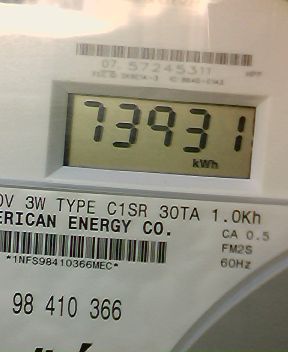 07. 57245311
73931
kWh
0V 3W TYPE C1SR 30TA 1.0Kh
ERICAN ENERGY CO.
CA 0.5
FM2S
*1NFS98410366MEC*
60Hz
98 410 366